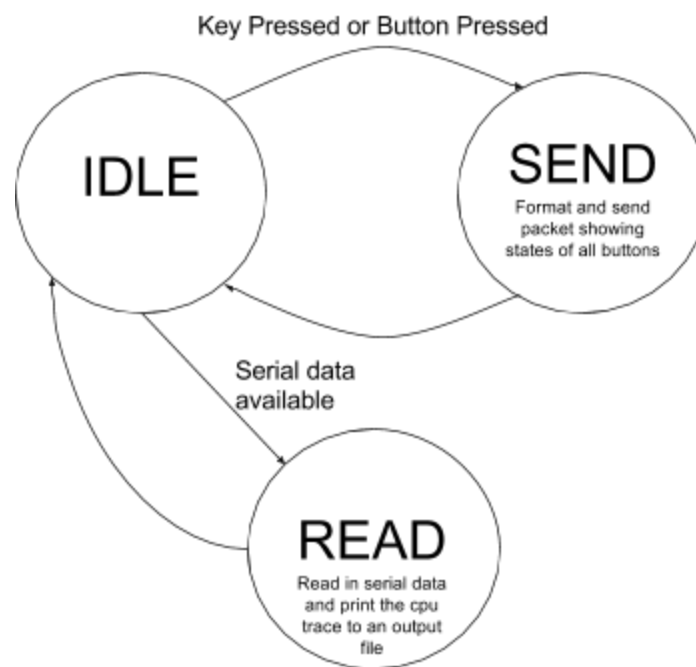 Key Pressed or Button Pressed
IDLE
SEND
Format and send
packet showing
states of all buttons
Serial data
available
READ
Read in serial data
and print the cpu
trace to an output
file